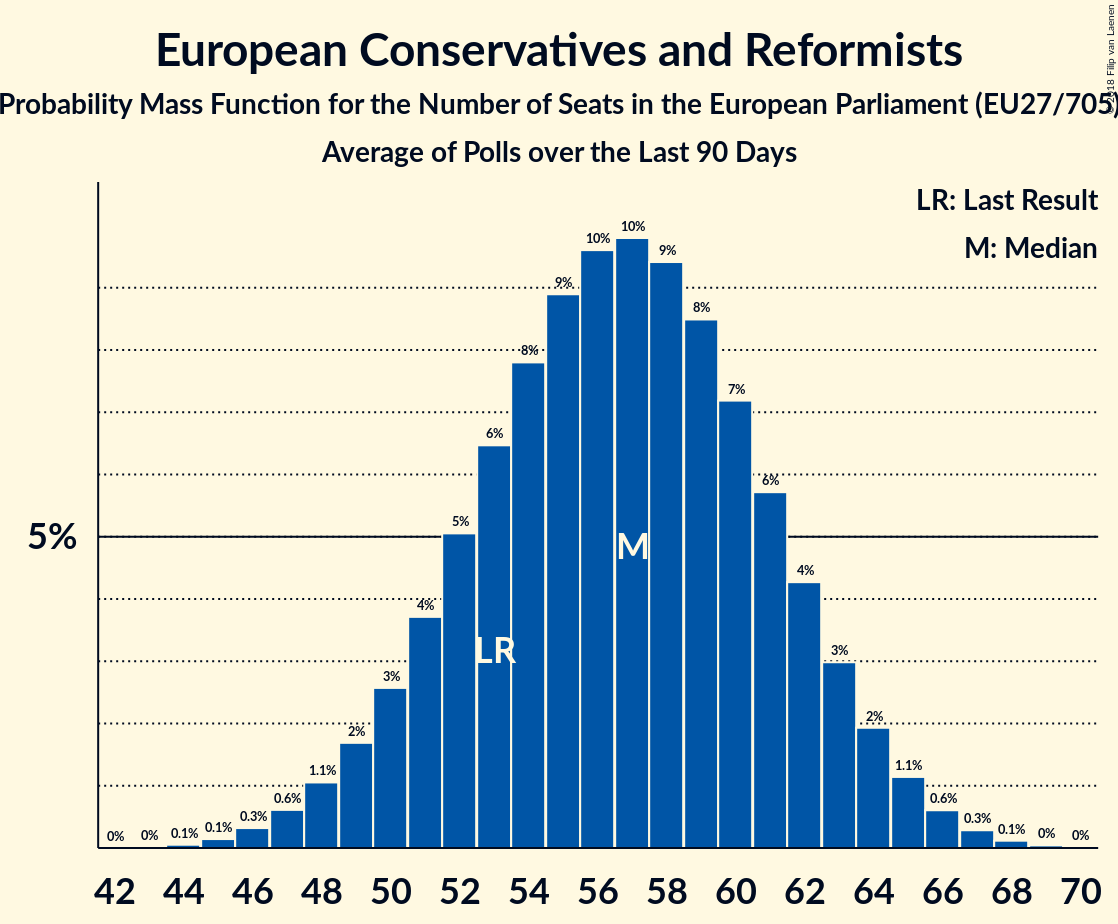 European Conservatives and Reformists
© 2018 Filip van Laenen
Probability Mass Function for the Number of Seats in the European Parliament (EU27/705)
Average of Polls over the Last 90 Days
LR: Last Result
M: Median
5%
0% 0% 0.1% 0.1% 0.3% 0.6% 1.1% 2% 3% 4% 5% 6% 8% 9% 10% 10% 9% 8% 7% 6% 4% 3% 2% 1.1% 0.6% 0.3% 0.1% 0% 0%
M
LR
42 44 46 48 50 52 54 56 58 60 62 64 66 68 70